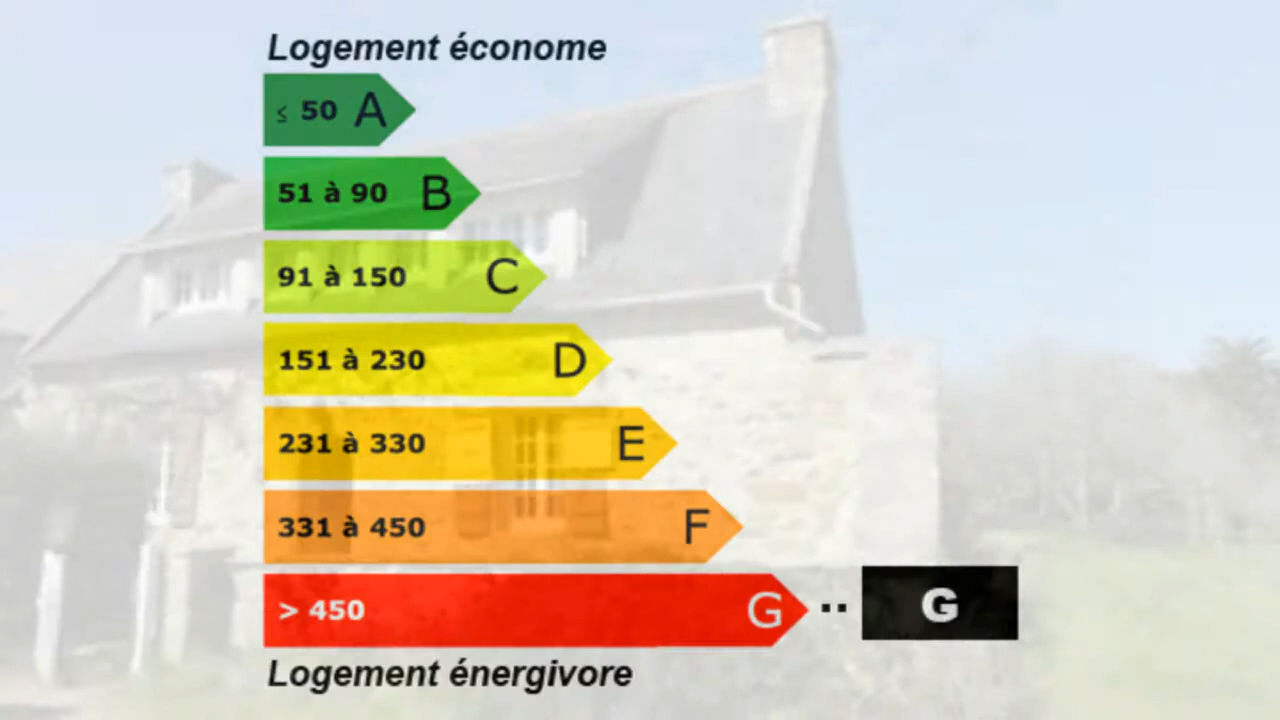 Logement économe
≤ 50 A
51 à 90 B
91 à 150 C
151 à 230 D
231 à 330 E
331 à 450 F
> 450 G G
Logement énergivore